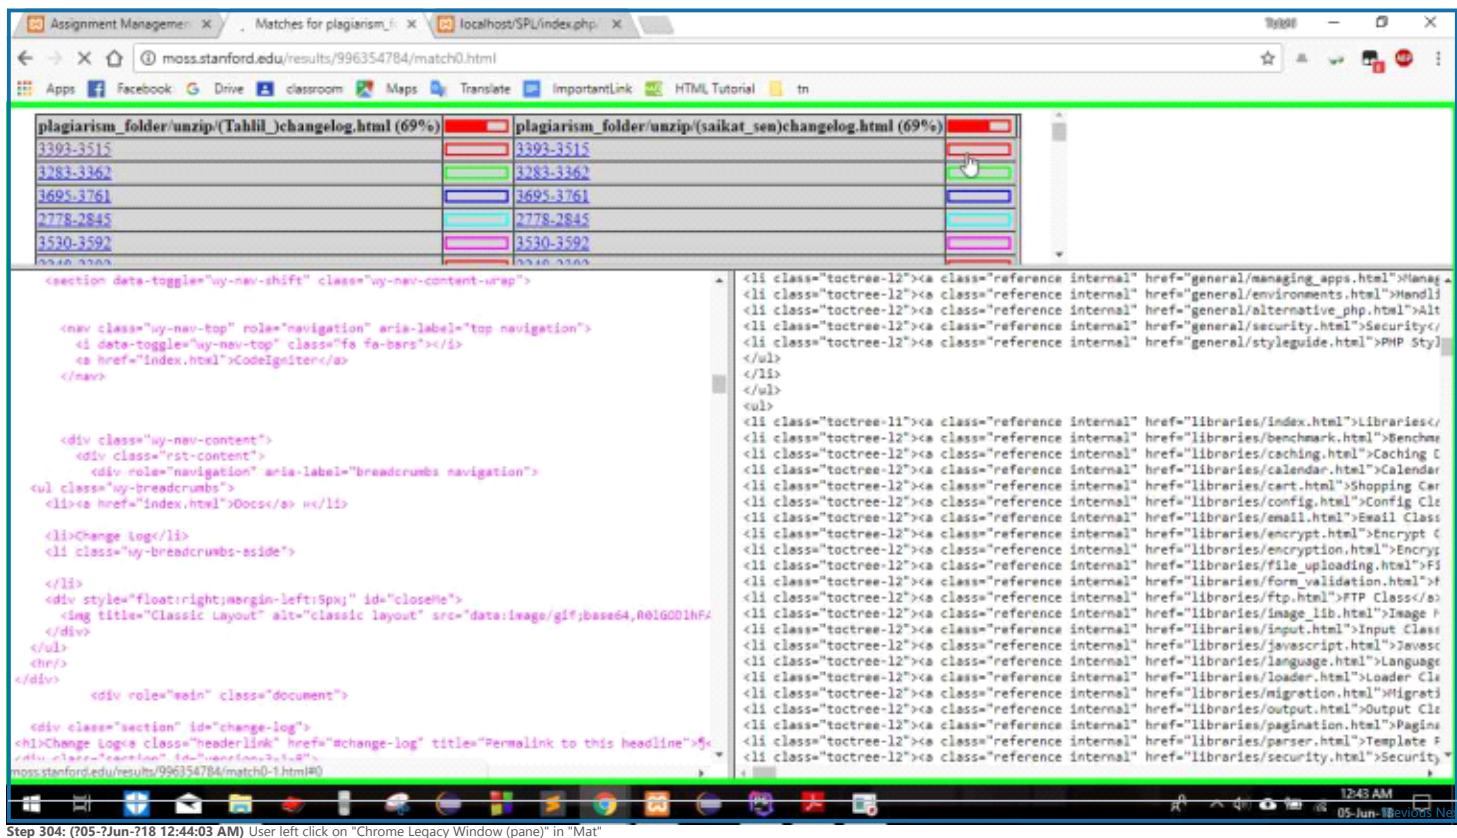 Assignment Managemen
Matches for plagiarism_f
localhost/SPL/index.php
moss.stanford.edu/results/996354784/match0.html
Apps Facebook Drive classroom Maps Translate ImportantLink HTML Tutorial tn
plagiarism_folder/unzip/(Tahlil_)changelog.html (69%) plagiarism_folder/unzip/(saikat_sen)changelog.html (69%)
3393-3515 3393-3515
3283-3362 3283-3362
3695-3761 3695-3761
2778-2845 2778-2845
3530-3592 3530-3592
<section data-toggle="wy-nav-shift" class="wy-nav-content-wrap">
<nav class="wy-nav-top" role="navigation" aria-label="top navigation">
<i data-toggle="wy-nav-top" class="fa fa-bars"></i>
<a href="index.html">CodeIgniter</a>
</nav>
<div class="wy-nav-content">
<div class="rst-content">
<div role="navigation" aria-label="breadcrumbs navigation">
<ul class="wy-breadcrumbs">
<li><a href="index.html">Docs</a> »</li>
<li>Change Log</li>
<li class="wy-breadcrumbs-aside">
</li>
<div style="float:right;margin-left:5px;" id="closeMe">
<img title="Classic Layout" alt="classic layout" src="data:image/gif;base64,R0lGODlhFA
</div>
</ul>
<hr/>
</div>
<div role="main" class="document">
<div class="section" id="change-log">
<h1>Change Log<a class="headerlink" href="#change-log" title="Permalink to this headline">¶<
moss.stanford.edu/results/996354784/match0-1.html#0
<li class="toctree-l2"><a class="reference internal" href="general/managing_apps.html">Manag
<li class="toctree-l2"><a class="reference internal" href="general/environments.html">Handli
<li class="toctree-l2"><a class="reference internal" href="general/alternative_php.html">Alt
<li class="toctree-l2"><a class="reference internal" href="general/security.html">Security</
<li class="toctree-l2"><a class="reference internal" href="general/styleguide.html">PHP Styl
</ul>
</li>
</ul>
<ul>
<li class="toctree-l1"><a class="reference internal" href="libraries/index.html">Libraries</
<li class="toctree-l2"><a class="reference internal" href="libraries/benchmark.html">Benchma
<li class="toctree-l2"><a class="reference internal" href="libraries/caching.html">Caching D
<li class="toctree-l2"><a class="reference internal" href="libraries/calendar.html">Calendar
<li class="toctree-l2"><a class="reference internal" href="libraries/cart.html">Shopping Car
<li class="toctree-l2"><a class="reference internal" href="libraries/config.html">Config Cla
<li class="toctree-l2"><a class="reference internal" href="libraries/email.html">Email Class
<li class="toctree-l2"><a class="reference internal" href="libraries/encrypt.html">Encrypt C
<li class="toctree-l2"><a class="reference internal" href="libraries/encryption.html">Encryp
<li class="toctree-l2"><a class="reference internal" href="libraries/file_uploading.html">Fi
<li class="toctree-l2"><a class="reference internal" href="libraries/form_validation.html">F
<li class="toctree-l2"><a class="reference internal" href="libraries/ftp.html">FTP Class</a>
<li class="toctree-l2"><a class="reference internal" href="libraries/image_lib.html">Image M
<li class="toctree-l2"><a class="reference internal" href="libraries/input.html">Input Class
<li class="toctree-l2"><a class="reference internal" href="libraries/javascript.html">Javasc
<li class="toctree-l2"><a class="reference internal" href="libraries/language.html">Language
<li class="toctree-l2"><a class="reference internal" href="libraries/loader.html">Loader Cla
<li class="toctree-l2"><a class="reference internal" href="libraries/migration.html">Migrati
<li class="toctree-l2"><a class="reference internal" href="libraries/output.html">Output Cla
<li class="toctree-l2"><a class="reference internal" href="libraries/pagination.html">Pagina
<li class="toctree-l2"><a class="reference internal" href="libraries/parser.html">Template P
<li class="toctree-l2"><a class="reference internal" href="libraries/security.html">Security
12:43 AM
05-Jun-18
Previous Ne
Step 304: (?05-?Jun-?18 12:44:03 AM) User left click on "Chrome Legacy Window (pane)" in "Mat"